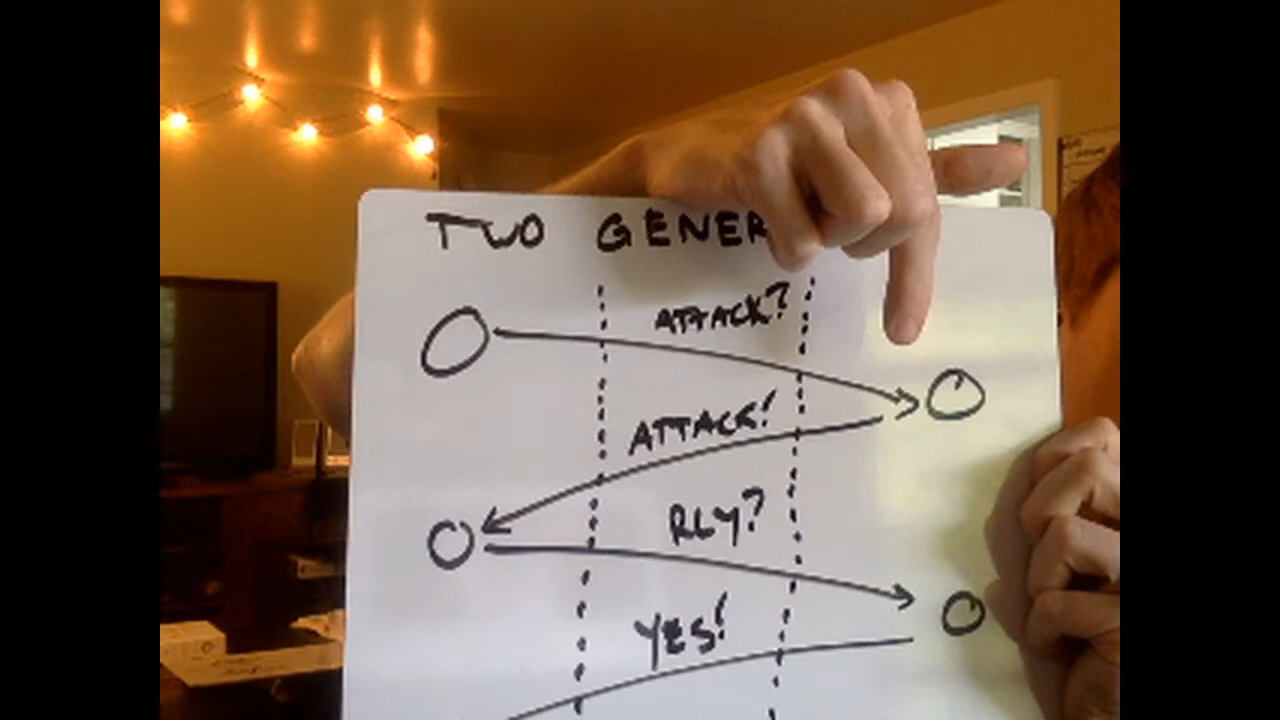 TWO GENER
ATTACK?
ATTACK!
RLY?
YES!